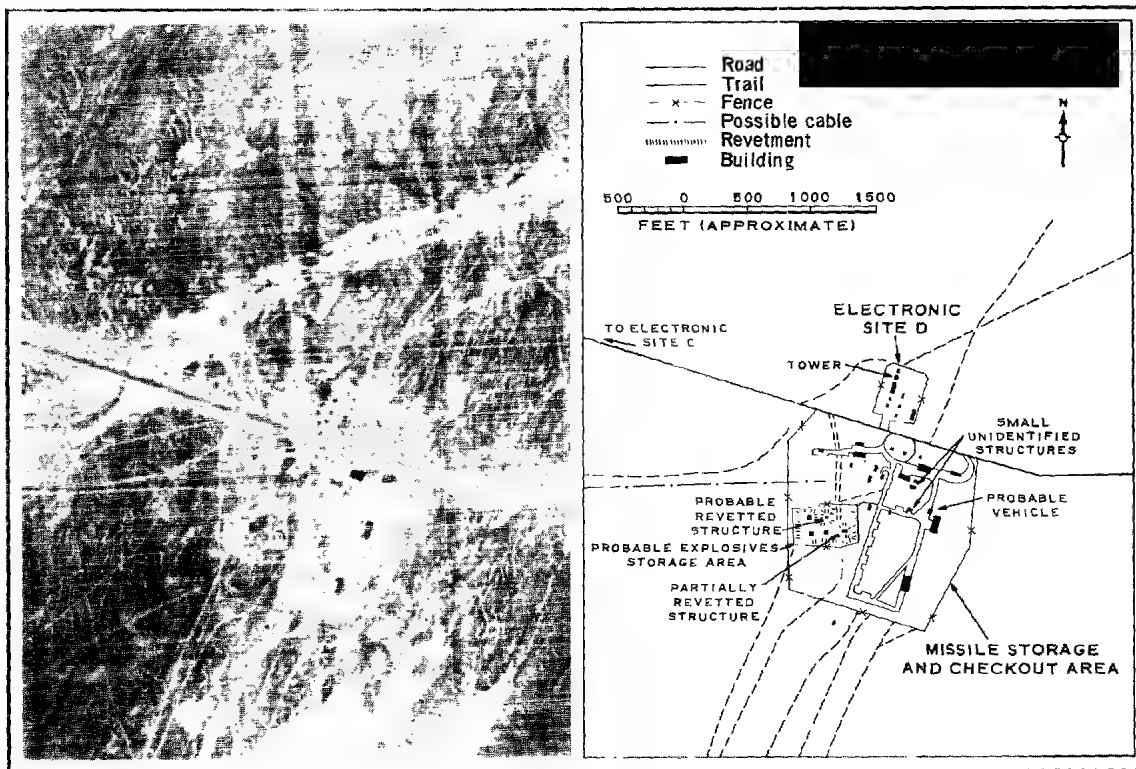 Road
Trail
Fence
Possible cable
Revetment
Building
N
500 0 500 1000 1500
FEET (APPROXIMATE)
ELECTRONIC
SITE D
TO ELECTRONIC
SITE C
TOWER
SMALL
UNIDENTIFIED
STRUCTURES
PROBABLE
REVETTED
STRUCTURE
PROBABLE
VEHICLE
PROBABLE EXPLOSIVES
STORAGE AREA
PARTIALLY
REVETTED
STRUCTURE
MISSILE STORAGE
AND CHECKOUT AREA